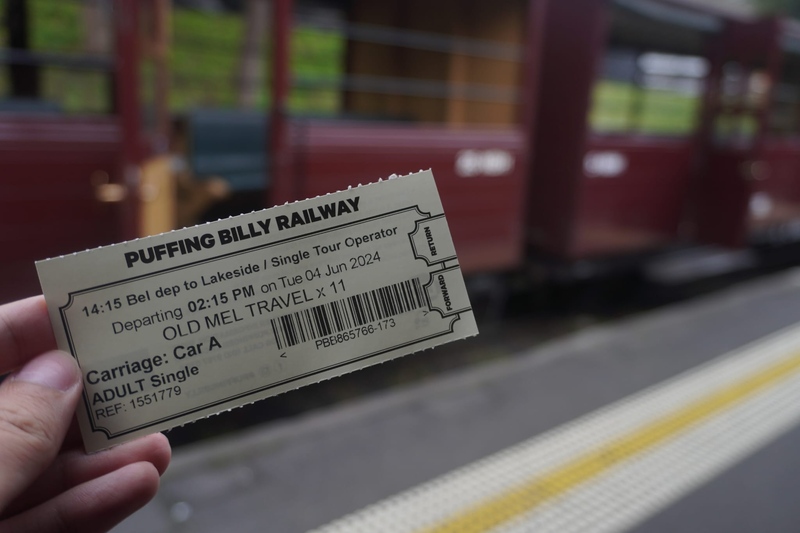 PUFFING BILLY RAILWAY
14:15 Bel dep to Lakeside / Single Tour Operator
Departing 02:15 PM on Tue 04 Jun 2024
OLD MEL TRAVEL x 11
Carriage: Car A
ADULT Single
REF: 1551779
< PBB865766-173 >
RETURN
FORWARD